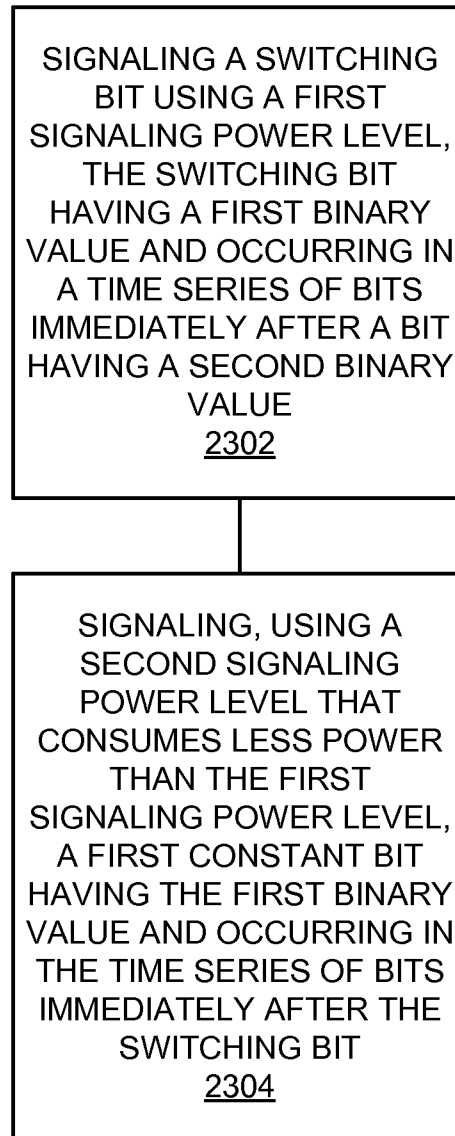 SIGNALING A SWITCHING
BIT USING A FIRST
SIGNALING POWER LEVEL,
THE SWITCHING BIT
HAVING A FIRST BINARY
VALUE AND OCCURRING IN
A TIME SERIES OF BITS
IMMEDIATELY AFTER A BIT
HAVING A SECOND BINARY
VALUE
2302
SIGNALING, USING A
SECOND SIGNALING
POWER LEVEL THAT
CONSUMES LESS POWER
THAN THE FIRST
SIGNALING POWER LEVEL,
A FIRST CONSTANT BIT
HAVING THE FIRST BINARY
VALUE AND OCCURRING IN
THE TIME SERIES OF BITS
IMMEDIATELY AFTER THE
SWITCHING BIT
2304